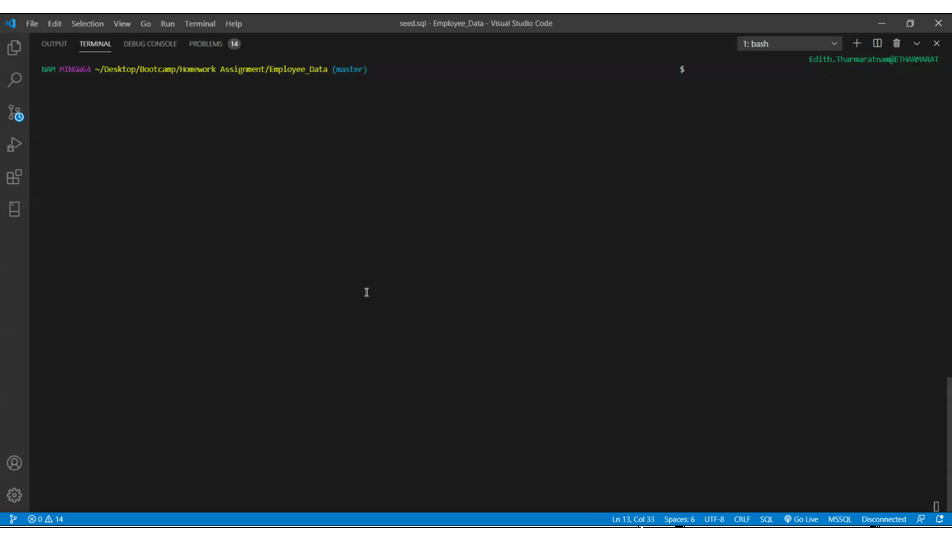 File Edit Selection View Go Run Terminal Help seed.sql - Employee_Data - Visual Studio Code
OUTPUT TERMINAL DEBUG CONSOLE PROBLEMS 14 1: bash
Edith.Tharmaratnam@ETHARMARAT
NAM MINGW64 ~/Desktop/Bootcamp/Homework Assignment/Employee_Data (master) $
0 14 Ln 13, Col 33 Spaces: 6 UTF-8 CRLF SQL Go Live MSSQL Disconnected